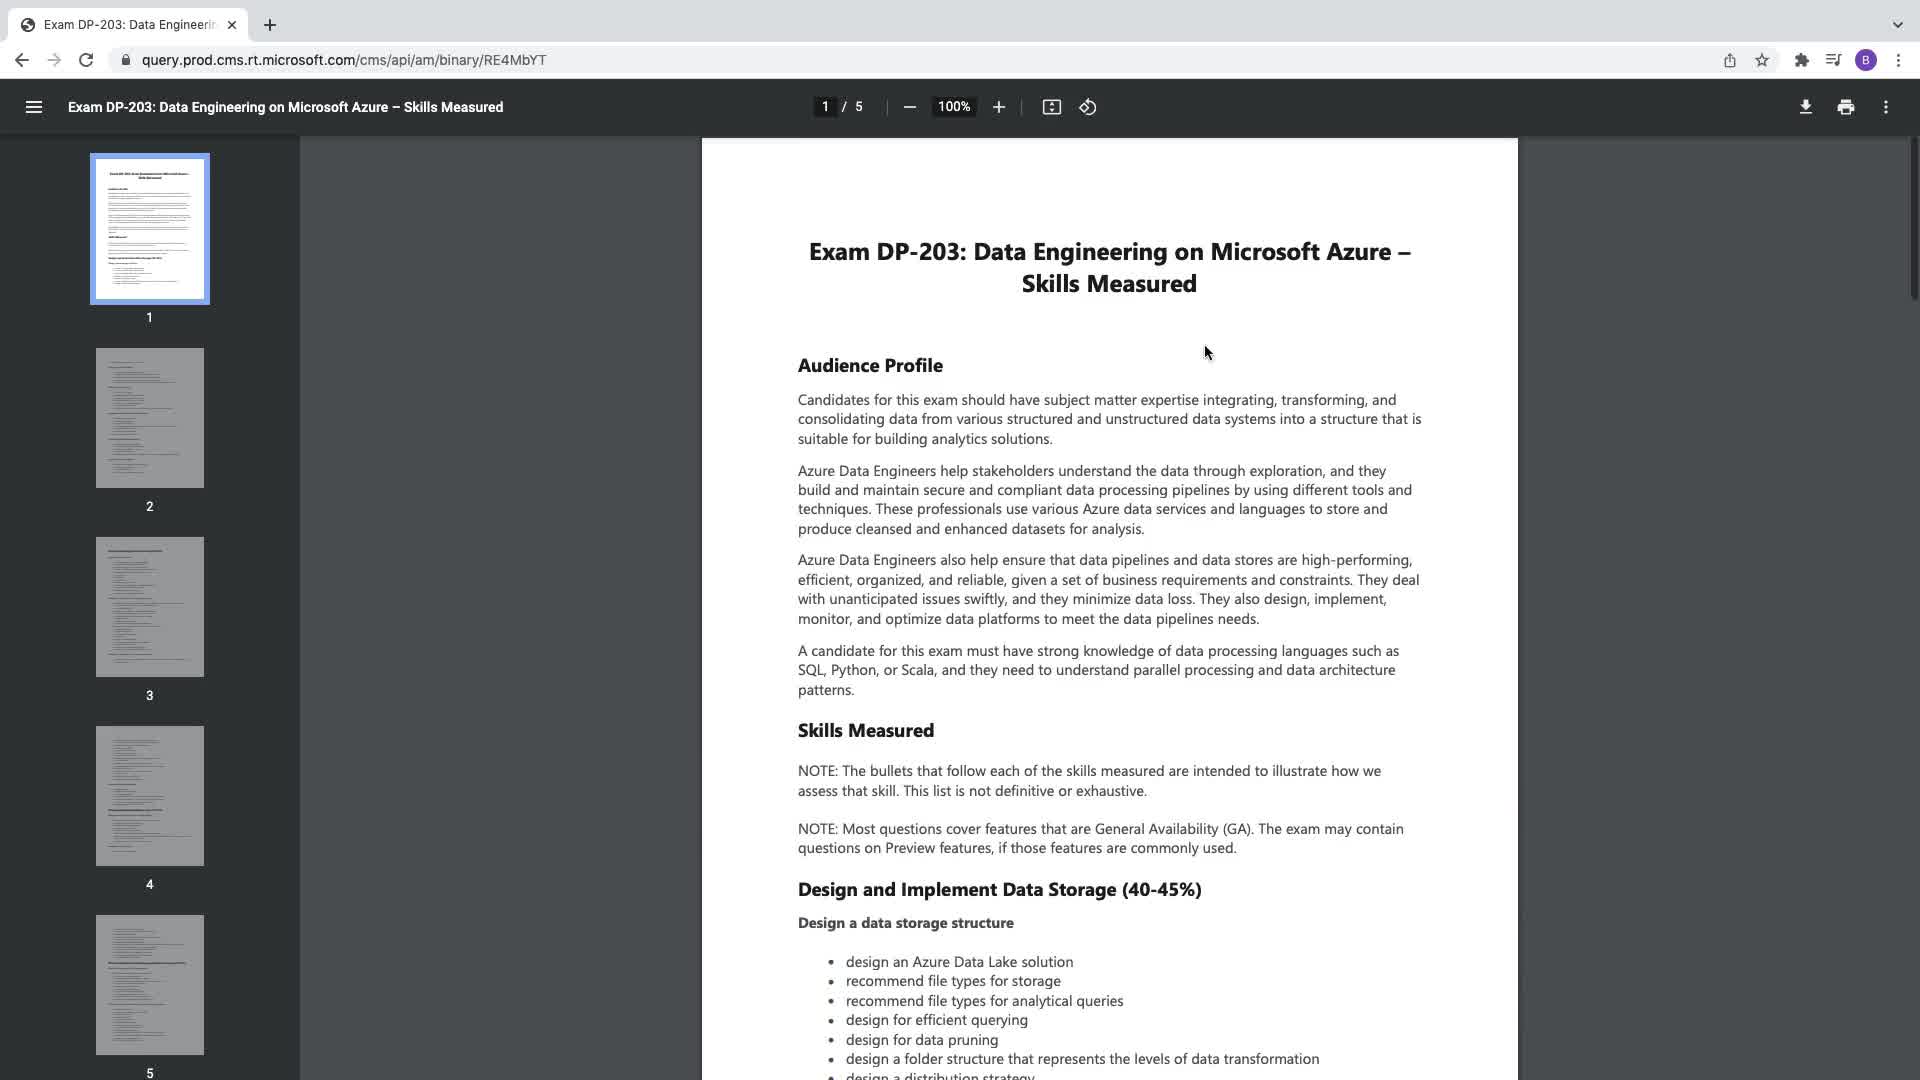 Exam DP-203: Data Engineerin
query.prod.cms.rt.microsoft.com/cms/api/am/binary/RE4MbYT
B
Exam DP-203: Data Engineering on Microsoft Azure – Skills Measured
1 / 5
100%
1
2
3
4
5
Exam DP-203: Data Engineering on Microsoft Azure –
Skills Measured
Audience Profile
Candidates for this exam should have subject matter expertise integrating, transforming, and
consolidating data from various structured and unstructured data systems into a structure that is
suitable for building analytics solutions.
Azure Data Engineers help stakeholders understand the data through exploration, and they
build and maintain secure and compliant data processing pipelines by using different tools and
techniques. These professionals use various Azure data services and languages to store and
produce cleansed and enhanced datasets for analysis.
Azure Data Engineers also help ensure that data pipelines and data stores are high-performing,
efficient, organized, and reliable, given a set of business requirements and constraints. They deal
with unanticipated issues swiftly, and they minimize data loss. They also design, implement,
monitor, and optimize data platforms to meet the data pipelines needs.
A candidate for this exam must have strong knowledge of data processing languages such as
SQL, Python, or Scala, and they need to understand parallel processing and data architecture
patterns.
Skills Measured
NOTE: The bullets that follow each of the skills measured are intended to illustrate how we
assess that skill. This list is not definitive or exhaustive.
NOTE: Most questions cover features that are General Availability (GA). The exam may contain
questions on Preview features, if those features are commonly used.
Design and Implement Data Storage (40-45%)
Design a data storage structure
• design an Azure Data Lake solution
• recommend file types for storage
• recommend file types for analytical queries
• design for efficient querying
• design for data pruning
• design a folder structure that represents the levels of data transformation
• design a distribution strategy